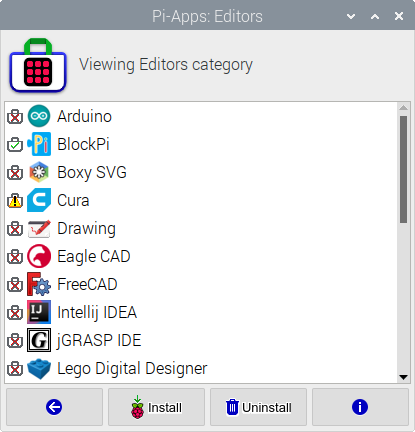 Pi-Apps: Editors
Viewing Editors category
Arduino
BlockPi
Boxy SVG
Cura
Drawing
Eagle CAD
FreeCAD
Intellij IDEA
jGRASP IDE
Lego Digital Designer
Install
Uninstall